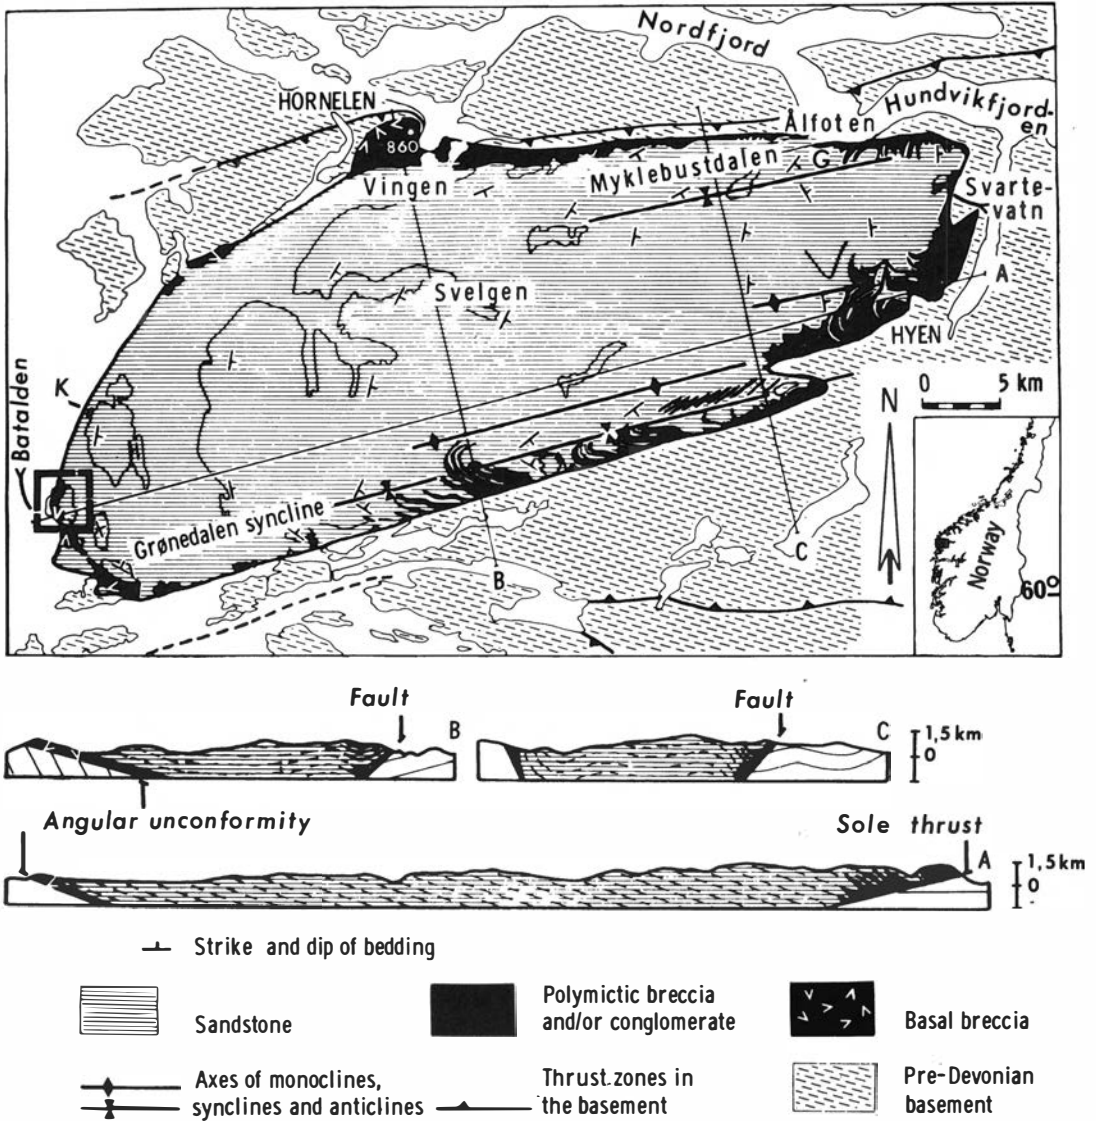 Nordfjord
HORNELEN
Hundvikfjord-
en
Ålfoten
860
G
Myklebustdalen
Vingen
Svarte-
vatn
A
Svelgen
HYEN
K
Batalden
0 5 km
N
Grønedalen syncline
C
B
Norway
60°
Fault
Fault
B
C
1,5 km
0
Angular unconformity
Sole thrust
A
1,5 km
0
Strike and dip of bedding
Sandstone
Polymictic breccia
and/or conglomerate
Basal breccia
Axes of monoclines,
synclines and anticlines
Thrust zones in
the basement
Pre-Devonian
basement